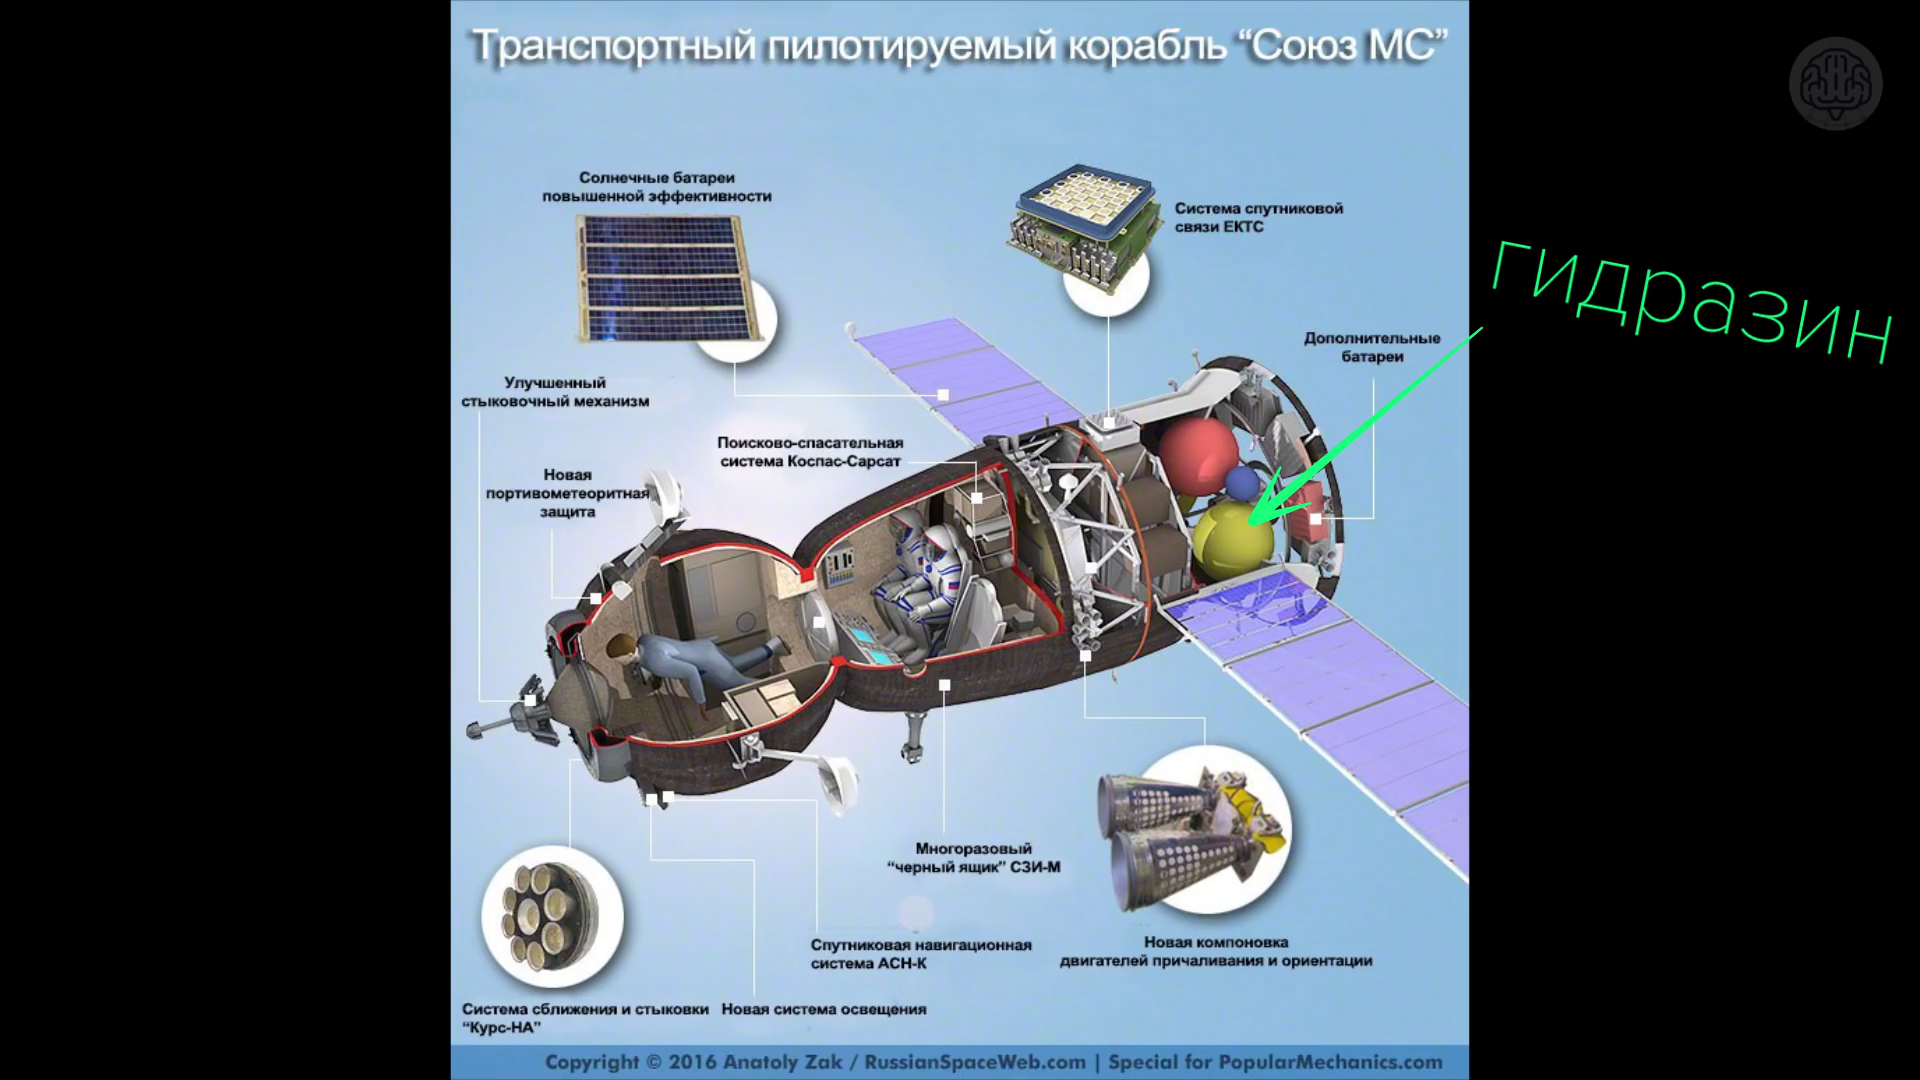 Транспортный пилотируемый корабль “Союз МС”
Солнечные батареи
повышенной эффективности
Система спутниковой
связи ЕКТС
гидразин
Дополнительные
батареи
Улучшенный
стыковочный механизм
Поисково-спасательная
система Коспас-Сарсат
Новая
портивометеоритная
защита
Многоразовый
“черный ящик” СЗИ-М
Новая компоновка
двигателей причаливания и ориентации
Спутниковая навигационная
система АСН-К
Система сближения и стыковки
“Курс-НА”
Новая система освещения
Copyright © 2016 Anatoly Zak / RussianSpaceWeb.com | Special for PopularMechanics.com